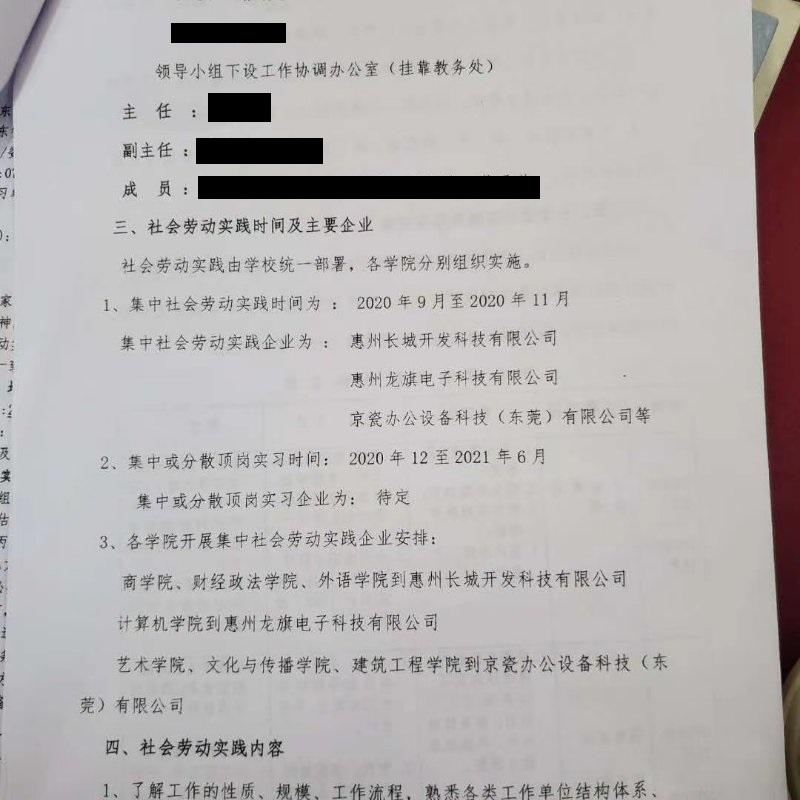 领导小组下设工作协调办公室（挂靠教务处）
主 任 ：
副主任：
成 员：
三、社会劳动实践时间及主要企业
社会劳动实践由学校统一部署，各学院分别组织实施。
1、集中社会劳动实践时间为 ： 2020 年 9 月至 2020 年 11 月
集中社会劳动实践企业为 ： 惠州长城开发科技有限公司
惠州龙旗电子科技有限公司
京瓷办公设备科技（东莞）有限公司等
2、集中或分散顶岗实习时间： 2020 年 12 至 2021 年 6 月
集中或分散顶岗实习企业为： 待定
3、各学院开展集中社会劳动实践企业安排：
商学院、财经政法学院、外语学院到惠州长城开发科技有限公司
计算机学院到惠州龙旗电子科技有限公司
艺术学院、文化与传播学院、建筑工程学院到京瓷办公设备科技（东
莞）有限公司
四、社会劳动实践内容
1、了解工作的性质、规模、工作流程，熟悉各类工作单位结构体系、